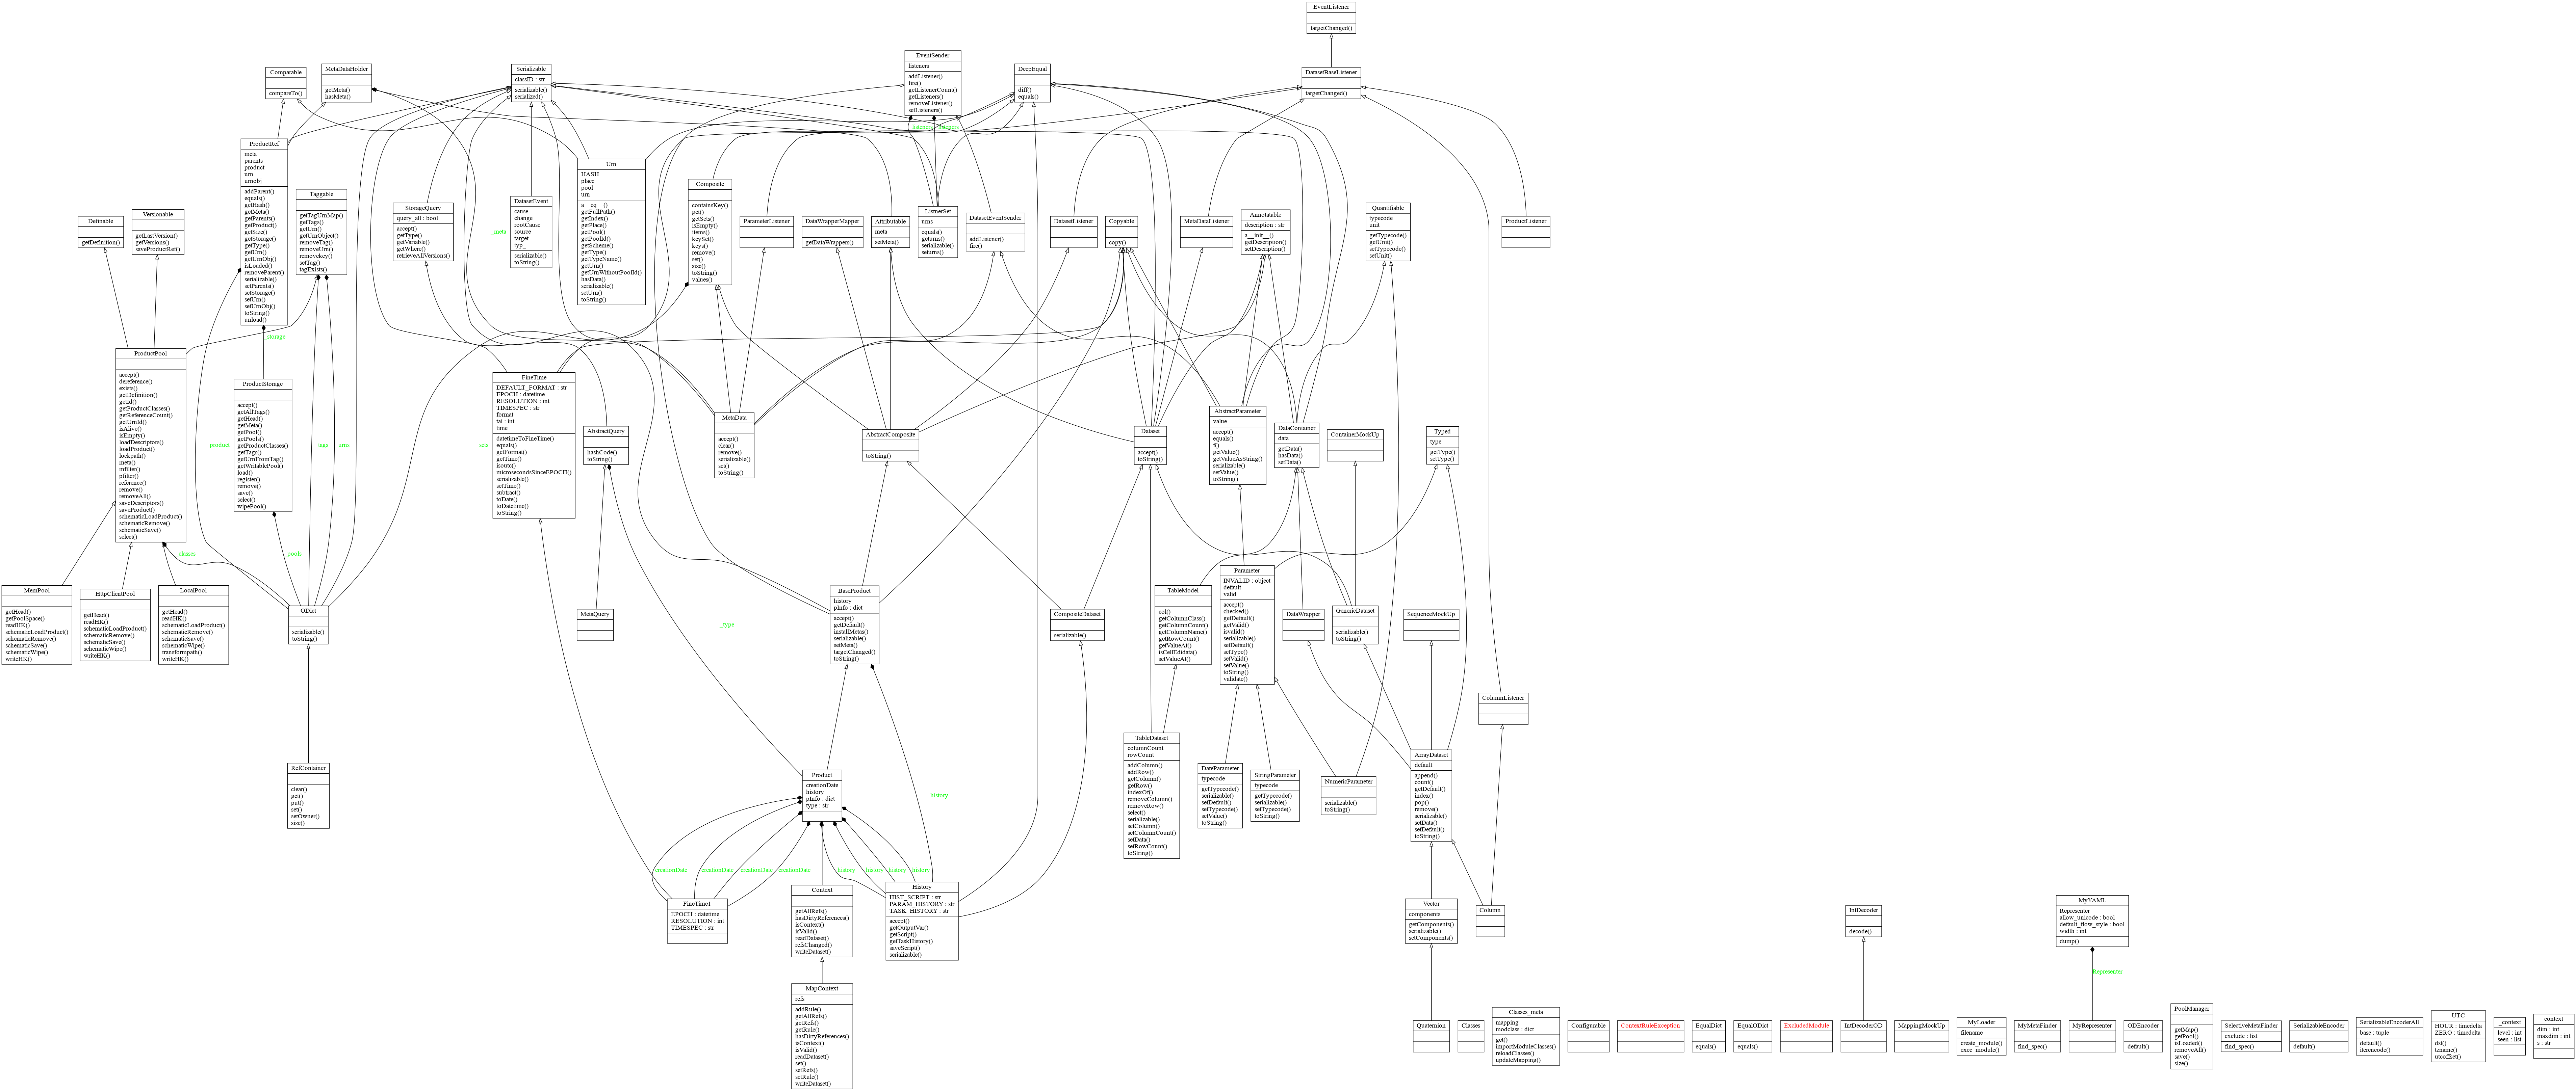 EventListener
targetChanged()
EventSender
listeners
addListener()
fire()
getListenerCount()
getListeners()
removeListener()
setListeners()
Comparable
compareTo()
MetaDataHolder
getMeta()
hasMeta()
Serializable
classID : str
serializable()
serialized()
DeepEqual
diff()
equals()
DatasetBaseListener
targetChanged()
ProductRef
meta
parents
product
urn
urnobj
addParent()
equals()
getHash()
getMeta()
getParents()
getProduct()
getSize()
getStorage()
getType()
getUrn()
getUrnObj()
isLoaded()
removeParent()
serializable()
setParents()
setStorage()
setUrn()
setUrnObj()
toString()
unload()
Taggable
getTagUrnMap()
getTags()
getUrn()
getUrnObject()
removeTag()
removeUrn()
removekey()
setTag()
tagExists()
Definable
getDefinition()
Versionable
getLastVersion()
getVersions()
saveProductRef()
StorageQuery
query_all : bool
accept()
getType()
getVariable()
getWhere()
retrieveAllVersions()
_meta
DatasetEvent
cause
change
rootCause
source
target
typ_
serializable()
toString()
Urn
HASH
place
pool
urn
a__eq__()
getFullPath()
getIndex()
getPlace()
getPool()
getPoolId()
getScheme()
getType()
getTypeName()
getUrn()
getUrnWithoutPoolId()
hasData()
serializable()
setUrn()
toString()
Composite
containsKey()
get()
getSets()
isEmpty()
items()
keySet()
keys()
remove()
set()
size()
toString()
values()
ParameterListener
DataWrapperMapper
getDataWrappers()
Attributable
meta
setMeta()
ListnerSet
urns
equals()
geturns()
serializable()
seturns()
DatasetEventSender
addListener()
fire()
DatasetListener
Copyable
copy()
MetaDataListener
Annotatable
description : str
a__init__()
getDescription()
setDescription()
Quantifiable
typecode
unit
getTypecode()
getUnit()
setTypecode()
setUnit()
ProductListener
ProductPool
accept()
dereference()
exists()
getDefinition()
getId()
getProductClasses()
getReferenceCount()
getUrnId()
isAlive()
isEmpty()
loadDescriptors()
loadProduct()
lockpath()
meta()
mfilter()
pfilter()
reference()
remove()
removeAll()
saveDescriptors()
saveProduct()
schematicLoadProduct()
schematicRemove()
schematicSave()
select()
_storage
ProductStorage
accept()
getAllTags()
getHead()
getMeta()
getPool()
getPools()
getProductClasses()
getTags()
getUrnFromTag()
getWritablePool()
load()
register()
remove()
save()
select()
wipePool()
_product
_tags
_urns
_urn
FineTime
DEFAULT_FORMAT : str
EPOCH : datetime
RESOLUTION : int
TIMESPEC : str
format
tai : int
time
datetimeToFineTime()
equals()
getFormat()
getTime()
isoutc()
microsecondsSinceEPOCH()
serializable()
setTime()
subtract()
toDate()
toDatetime()
toString()
AbstractQuery
hashCode()
toString()
MetaData
accept()
clear()
remove()
serializable()
set()
toString()
AbstractComposite
toString()
Dataset
accept()
toString()
AbstractParameter
value
accept()
equals()
f()
getValue()
getValueAsString()
serializable()
setValue()
toString()
DataContainer
data
getData()
hasData()
setData()
ContainerMockUp
Typed
type
getType()
setType()
_classes
_pools
MemPool
getHead()
getPoolSpace()
readHK()
schematicLoadProduct()
schematicRemove()
schematicSave()
schematicWipe()
writeHK()
HttpClientPool
getHead()
readHK()
schematicLoadProduct()
schematicRemove()
schematicSave()
schematicWipe()
writeHK()
LocalPool
getHead()
readHK()
schematicLoadProduct()
schematicRemove()
schematicSave()
schematicWipe()
transformpath()
writeHK()
ODict
serializable()
toString()
MetaQuery
_type
BaseProduct
history
pInfo : dict
accept()
getDefault()
installMetas()
serializable()
setMeta()
targetChanged()
toString()
CompositeDataset
serializable()
TableModel
col()
getColumnClass()
getColumnCount()
getColumnName()
getRowCount()
getValueAt()
isCellEdidata()
setValueAt()
Parameter
INVALID : object
default
valid
accept()
checked()
getDefault()
getValid()
isvalid()
serializable()
setDefault()
setType()
setValid()
setValue()
toString()
validate()
DataWrapper
GenericDataset
serializable()
toString()
SequenceMockUp
ColumnListener
RefContainer
clear()
get()
put()
set()
setOwner()
size()
Product
creationDate
history
pInfo : dict
type : str
history
TableDataset
columnCount
rowCount
addColumn()
addRow()
getColumn()
getRow()
indexOf()
removeColumn()
removeRow()
select()
serializable()
setColumn()
setColumnCount()
setData()
setRowCount()
toString()
DateParameter
typecode
getTypecode()
serializable()
setDefault()
setTypecode()
setValue()
toString()
StringParameter
typecode
getTypecode()
serializable()
setTypecode()
toString()
NumericParameter
serializable()
toString()
ArrayDataset
default
append()
count()
getDefault()
index()
pop()
remove()
serializable()
setData()
setDefault()
toString()
creationDate
creationDate
creationDate
creationDate
history
history
history
history
FineTime1
EPOCH : datetime
RESOLUTION : int
TIMESPEC : str
Context
getAllRefs()
hasDirtyReferences()
isContext()
isValid()
readDataset()
refsChanged()
writeDataset()
History
HIST_SCRIPT : str
PARAM_HISTORY : str
TASK_HISTORY : str
accept()
getOutputVar()
getScript()
getTaskHistory()
saveScript()
serializable()
Vector
components
getComponents()
serializable()
setComponents()
Column
IntDecoder
decode()
MyYAML
Representer
allow_unicode : bool
default_flow_style : bool
width : int
dump()
Representer
MapContext
refs
addRule()
getAllRefs()
getRefs()
getRule()
hasDirtyReferences()
isContext()
isValid()
readDataset()
set()
setRefs()
setRule()
writeDataset()
Quaternion
Classes
Classes_meta
mapping
modclass : dict
get()
importModuleClasses()
reloadClasses()
updateMapping()
Configurable
ContextRuleException
EqualDict
equals()
EqualODict
equals()
ExcludedModule
IntDecoderOD
MappingMockUp
MyLoader
filename
create_module()
exec_module()
MyMetaFinder
find_spec()
MyRepresenter
ODEncoder
default()
PoolManager
getMap()
getPool()
isLoaded()
removeAll()
save()
size()
SelectiveMetaFinder
exclude : list
find_spec()
SerializableEncoder
default()
SerializableEncoderAll
base : tuple
default()
iterencode()
UTC
HOUR : timedelta
ZERO : timedelta
dst()
tzname()
utcoffset()
_context
level : int
seen : list
context
dim : int
maxdim : int
s : str